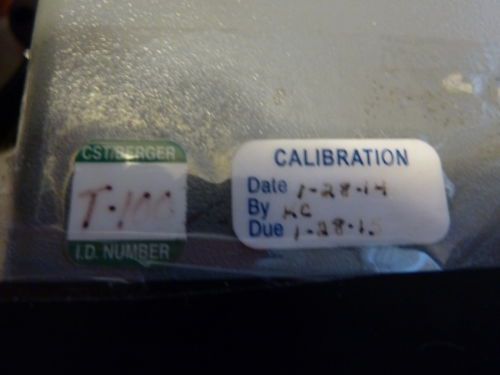 CST/BERGER
T-100
I.D. NUMBER
CALIBRATION
Date 1-28-14
By KC
Due 1-28-15